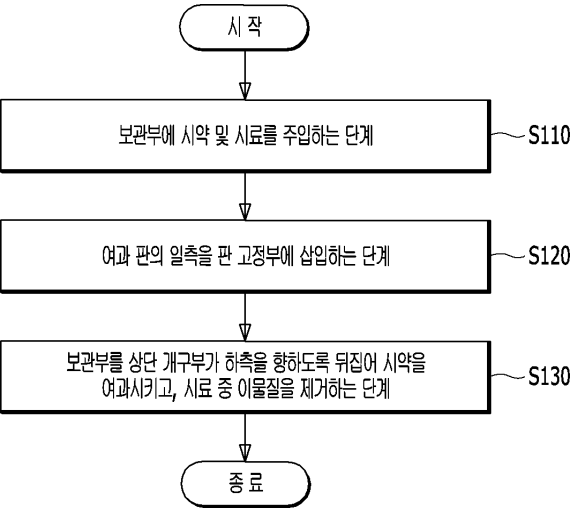 시 작
보관부에 시약 및 시료를 주입하는 단계
S110
여과 판의 일측을 판 고정부에 삽입하는 단계
S120
보관부를 상단 개구부가 하측을 향하도록 뒤집어 시약을
여과시키고, 시료 중 이물질을 제거하는 단계
S130
종 료